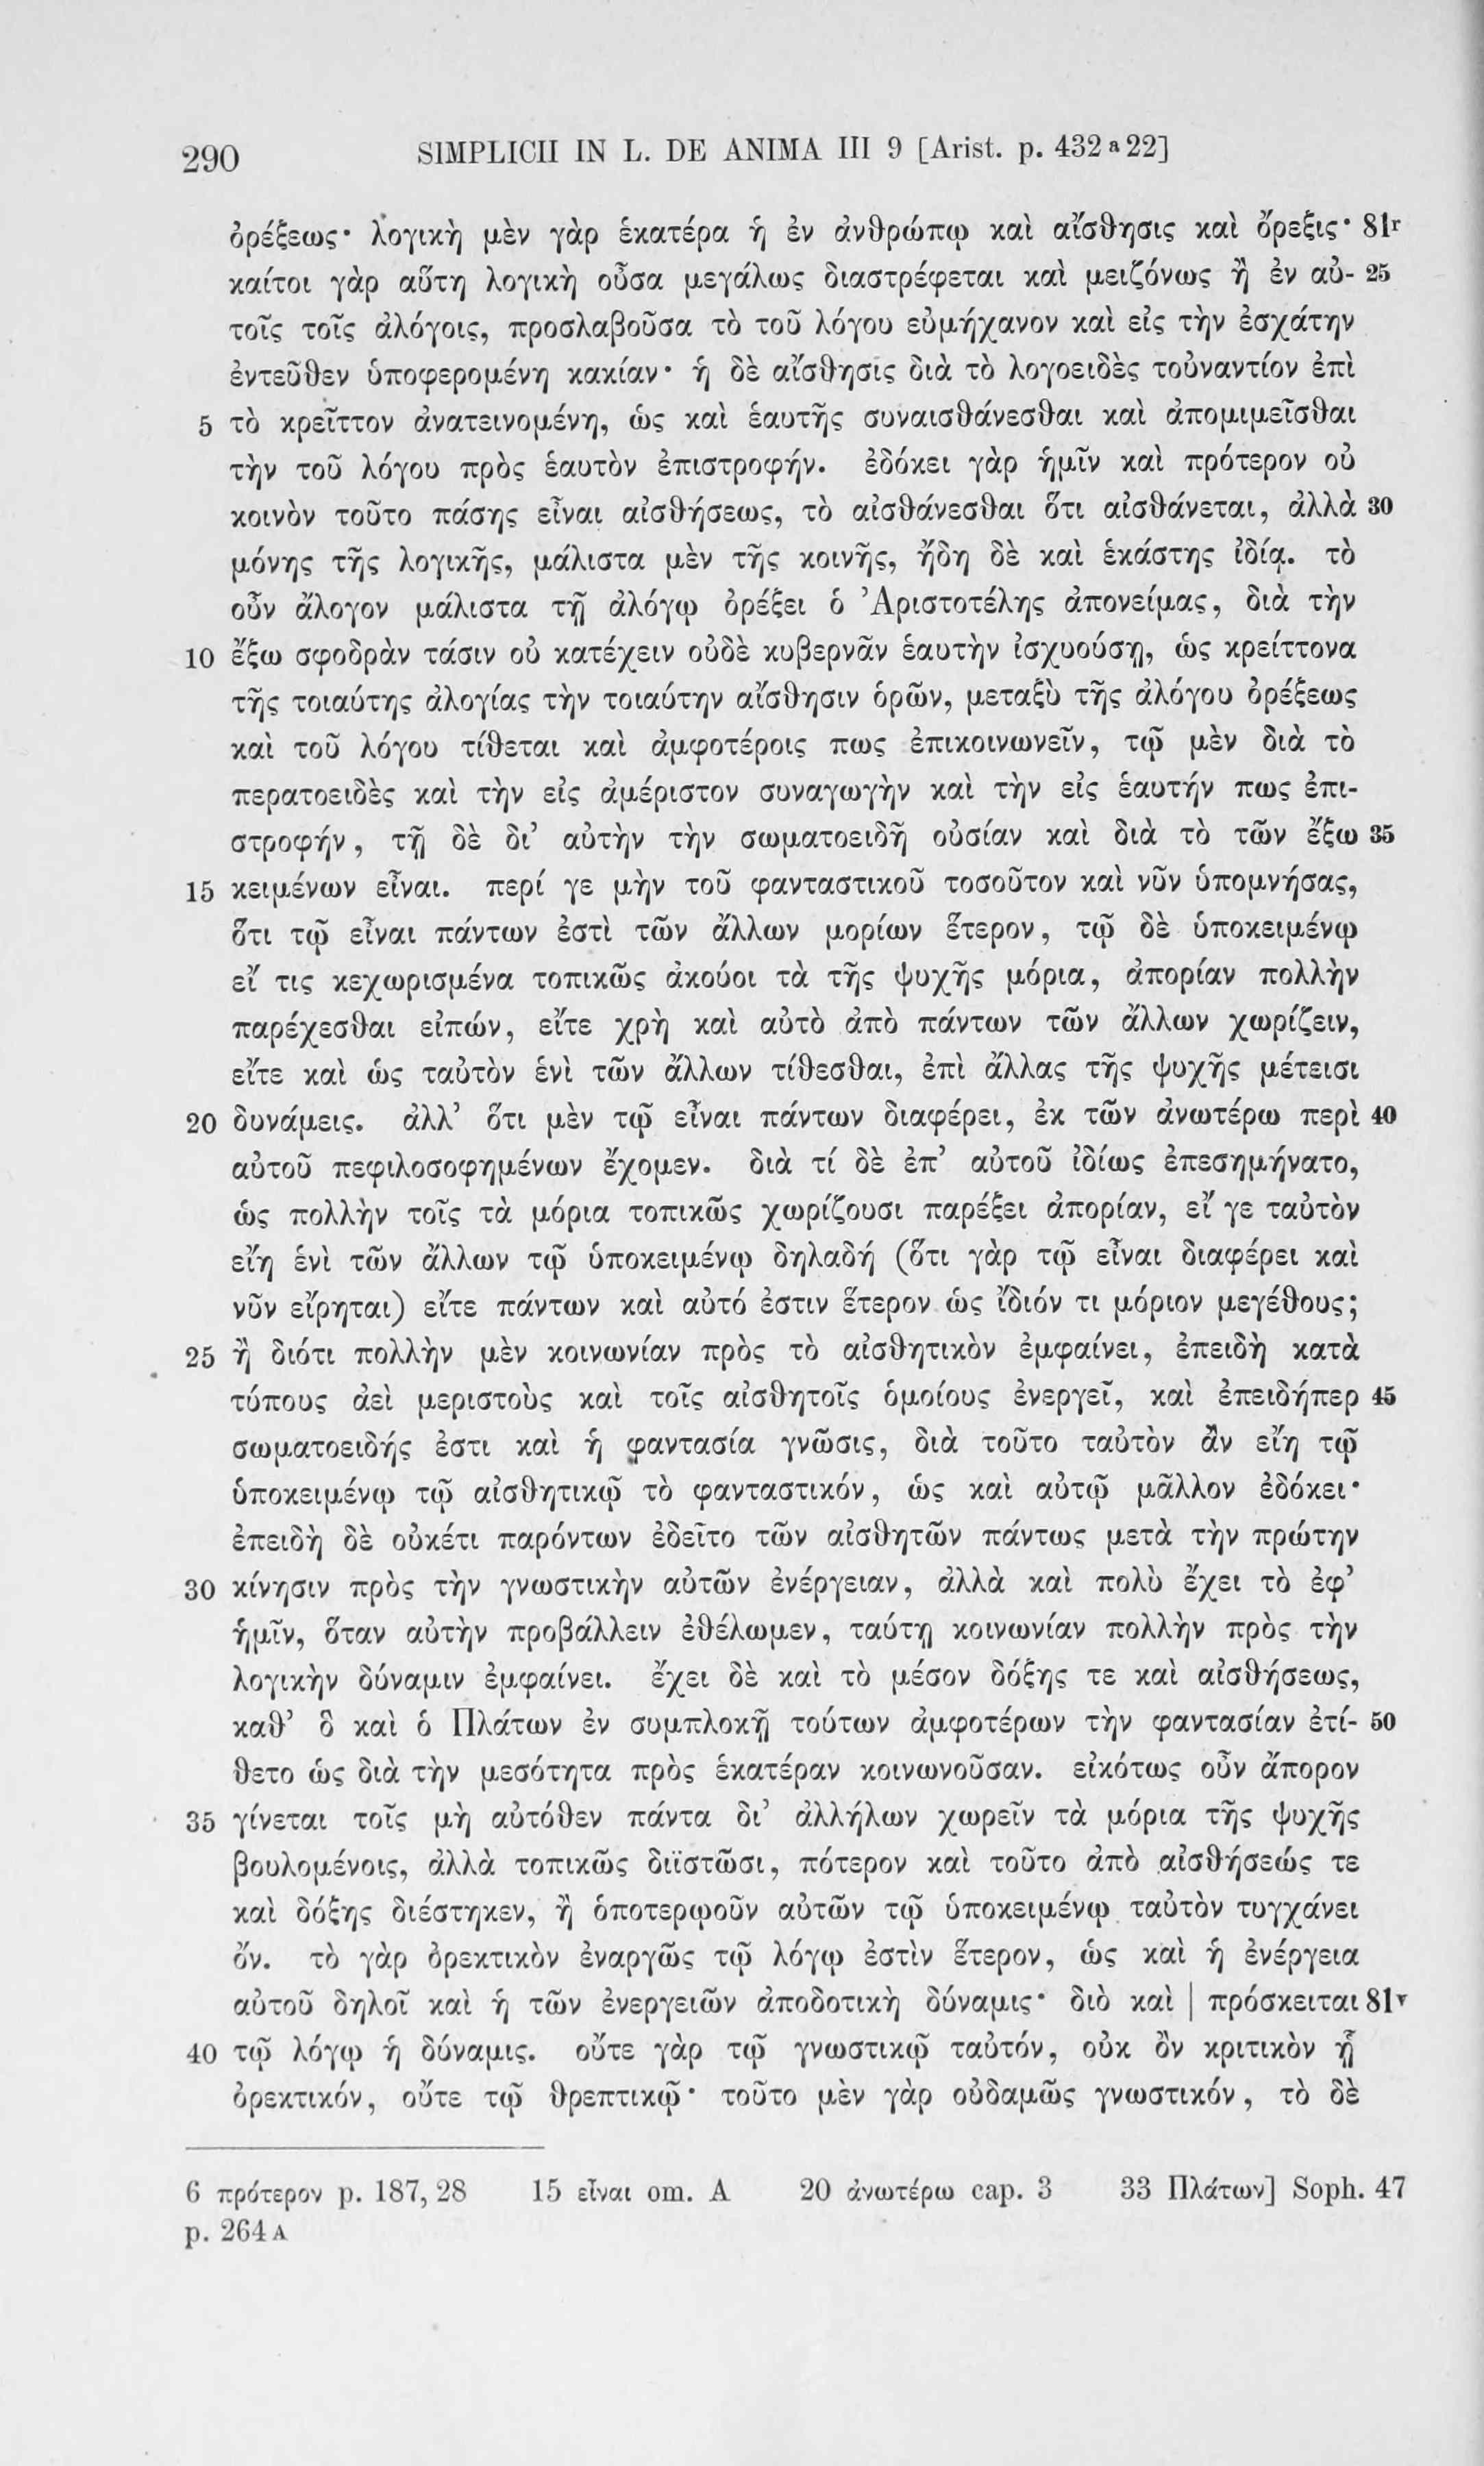 290 SIMPLICII IN L. DE ANIMA III 9 [Arist. p. 432 a 22]
ὀρέξεως· λογικὴ μὲν γὰρ ἑκατέρα ἡ ἐν ἀνθρώπῳ καὶ αἴσθησις καὶ ὄρεξις· 81r
καίτοι γὰρ αὕτη λογικὴ οὖσα μεγάλως διαστρέφεται καὶ μειζόνως ἢ ἐν αὐ- 25
τοῖς τοῖς ἀλόγοις, προσλαβοῦσα τὸ τοῦ λόγου εὐμήχανον καὶ εἰς τὴν ἐσχάτην
ἐντεῦθεν ὑποφερομένη κακίαν· ἡ δὲ αἴσθησις διὰ τὸ λογοειδὲς τοὐναντίον ἐπὶ
5 τὸ κρεῖττον ἀνατεινομένη, ὡς καὶ ἑαυτῆς συναισθάνεσθαι καὶ ἀπομιμεῖσθαι
τὴν τοῦ λόγου πρὸς ἑαυτὸν ἐπιστροφήν. ἐδόκει γὰρ ἡμῖν καὶ πρότερον οὐ
κοινὸν τοῦτο πάσης εἶναι αἰσθήσεως, τὸ αἰσθάνεσθαι ὅτι αἰσθάνεται, ἀλλὰ 30
μόνης τῆς λογικῆς, μάλιστα μὲν τῆς κοινῆς, ἤδη δὲ καὶ ἑκάστης ἰδίᾳ. τὸ
οὖν ἄλογον μάλιστα τῇ ἀλόγῳ ὀρέξει ὁ Ἀριστοτέλης ἀπονείμας, διὰ τὴν
10 ἔξω σφοδρὰν τάσιν οὐ κατέχειν οὐδὲ κυβερνᾶν ἑαυτὴν ἰσχυούσῃ, ὡς κρείττονα
τῆς τοιαύτης ἀλογίας τὴν τοιαύτην αἴσθησιν ὁρῶν, μεταξὺ τῆς ἀλόγου ὀρέξεως
καὶ τοῦ λόγου τίθεται καὶ ἀμφοτέροις πως ἐπικοινωνεῖν, τῷ μὲν διὰ τὸ
περατοειδὲς καὶ τὴν εἰς ἀμέριστον συναγωγὴν καὶ τὴν εἰς ἑαυτήν πως ἐπι-
στροφήν, τῇ δὲ δι’ αὐτὴν τὴν σωματοειδῆ οὐσίαν καὶ διὰ τὸ τῶν ἔξω 35
15 κειμένων εἶναι. περί γε μὴν τοῦ φανταστικοῦ τοσοῦτον καὶ νῦν ὑπομνήσας,
ὅτι τῷ εἶναι πάντων ἐστὶ τῶν ἄλλων μορίων ἕτερον, τῷ δὲ ὑποκειμένῳ
εἴ τις κεχωρισμένα τοπικῶς ἀκούοι τὰ τῆς ψυχῆς μόρια, ἀπορίαν πολλὴν
παρέχεσθαι εἰπών, εἴτε χρὴ καὶ αὐτὸ ἀπὸ πάντων τῶν ἄλλων χωρίζειν,
εἴτε καὶ ὡς ταὐτὸν ἑνὶ τῶν ἄλλων τίθεσθαι, ἐπὶ ἄλλας τῆς ψυχῆς μέτεισι
20 δυνάμεις. ἀλλ’ ὅτι μὲν τῷ εἶναι πάντων διαφέρει, ἐκ τῶν ἀνωτέρω περὶ 40
αὐτοῦ πεφιλοσοφημένων ἔχομεν. διὰ τί δὲ ἐπ’ αὐτοῦ ἰδίως ἐπεσημήνατο,
ὡς πολλὴν τοῖς τὰ μόρια τοπικῶς χωρίζουσι παρέξει ἀπορίαν, εἴ γε ταὐτὸν
εἴη ἑνὶ τῶν ἄλλων τῷ ὑποκειμένῳ δηλαδή (ὅτι γὰρ τῷ εἶναι διαφέρει καὶ
νῦν εἴρηται) εἴτε πάντων καὶ αὐτό ἐστιν ἕτερον ὡς ἴδιόν τι μόριον μεγέθους;
25 ἢ διότι πολλὴν μὲν κοινωνίαν πρὸς τὸ αἰσθητικὸν ἐμφαίνει, ἐπειδὴ κατὰ
τύπους ἀεὶ μεριστοὺς καὶ τοῖς αἰσθητοῖς ὁμοίους ἐνεργεῖ, καὶ ἐπειδήπερ 45
σωματοειδής ἐστι καὶ ἡ φαντασία γνῶσις, διὰ τοῦτο ταὐτὸν ἂν εἴη τῷ
ὑποκειμένῳ τῷ αἰσθητικῷ τὸ φανταστικόν, ὡς καὶ αὐτῷ μᾶλλον ἐδόκει·
ἐπειδὴ δὲ οὐκέτι παρόντων ἐδεῖτο τῶν αἰσθητῶν πάντως μετὰ τὴν πρώτην
30 κίνησιν πρὸς τὴν γνωστικὴν αὐτῶν ἐνέργειαν, ἀλλὰ καὶ πολὺ ἔχει τὸ ἐφ’
ἡμῖν, ὅταν αὐτὴν προβάλλειν ἐθέλωμεν, ταύτῃ κοινωνίαν πολλὴν πρὸς τὴν
λογικὴν δύναμιν ἐμφαίνει. ἔχει δὲ καὶ τὸ μέσον δόξης τε καὶ αἰσθήσεως,
καθ’ ὃ καὶ ὁ Πλάτων ἐν συμπλοκῇ τούτων ἀμφοτέρων τὴν φαντασίαν ἐτί- 50
θετο ὡς διὰ τὴν μεσότητα πρὸς ἑκατέραν κοινωνοῦσαν. εἰκότως οὖν ἄπορον
35 γίνεται τοῖς μὴ αὐτόθεν πάντα δι’ ἀλλήλων χωρεῖν τὰ μόρια τῆς ψυχῆς
βουλομένοις, ἀλλὰ τοπικῶς διϊστῶσι, πότερον καὶ τοῦτο ἀπὸ αἰσθήσεώς τε
καὶ δόξης διέστηκεν, ἢ ὁποτερῳοῦν αὐτῶν τῷ ὑποκειμένῳ ταὐτὸν τυγχάνει
ὄν. τὸ γὰρ ὀρεκτικὸν ἐναργῶς τῷ λόγῳ ἐστὶν ἕτερον, ὡς καὶ ἡ ἐνέργεια
αὐτοῦ δηλοῖ καὶ ἡ τῶν ἐνεργειῶν ἀποδοτικὴ δύναμις· διὸ καὶ | πρόσκειται 81v
40 τῷ λόγῳ ἡ δύναμις. οὔτε γὰρ τῷ γνωστικῷ ταὐτόν, οὐκ ὂν κριτικὸν ᾗ
ὀρεκτικόν, οὔτε τῷ θρεπτικῷ· τοῦτο μὲν γὰρ οὐδαμῶς γνωστικόν, τὸ δὲ
6 πρότερον p. 187, 28 15 εἶναι om. A 20 ἀνωτέρω cap. 3 33 Πλάτων] Soph. 47
p. 264 A